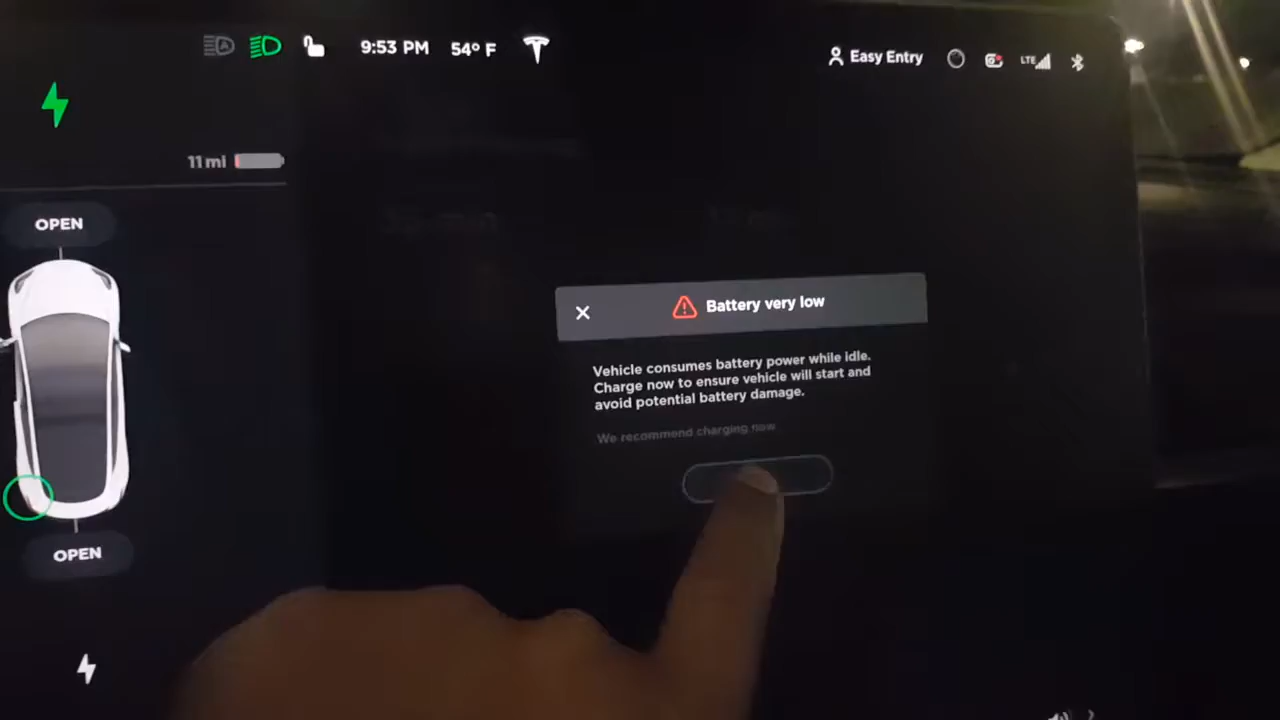 9:53 PM 54° F Easy Entry LTE
11 mi
OPEN
OPEN
Battery very low
Vehicle consumes battery power while idle.
Charge now to ensure vehicle will start and
avoid potential battery damage.
We recommend charging now